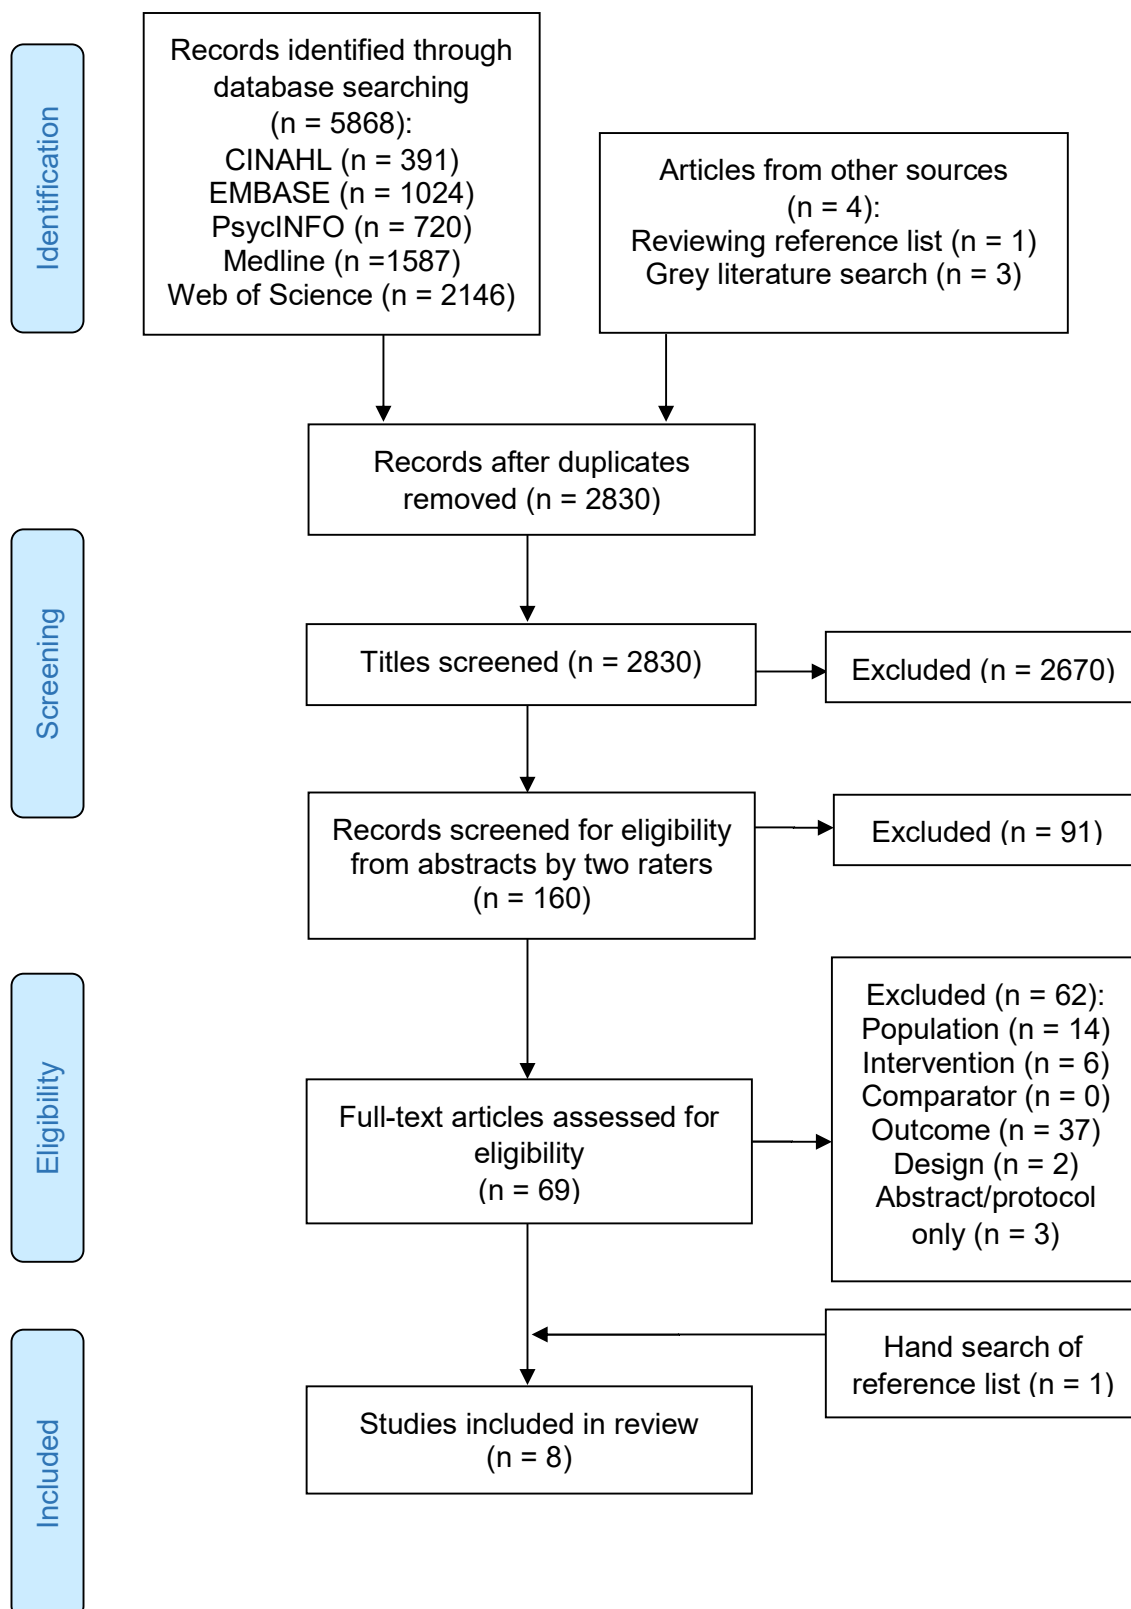 Identification
Records identified through
database searching
(n = 5868):
CINAHL (n = 391)
EMBASE (n = 1024)
PsycINFO (n = 720)
Medline (n =1587)
Web of Science (n = 2146)
Articles from other sources
(n = 4):
Reviewing reference list (n = 1)
Grey literature search (n = 3)
Records after duplicates
removed (n = 2830)
Screening
Titles screened (n = 2830)
Excluded (n = 2670)
Records screened for eligibility
from abstracts by two raters
(n = 160)
Excluded (n = 91)
Eligibility
Full-text articles assessed for
eligibility
(n = 69)
Excluded (n = 62):
Population (n = 14)
Intervention (n = 6)
Comparator (n = 0)
Outcome (n = 37)
Design (n = 2)
Abstract/protocol
only (n = 3)
Hand search of
reference list (n = 1)
Included
Studies included in review
(n = 8)